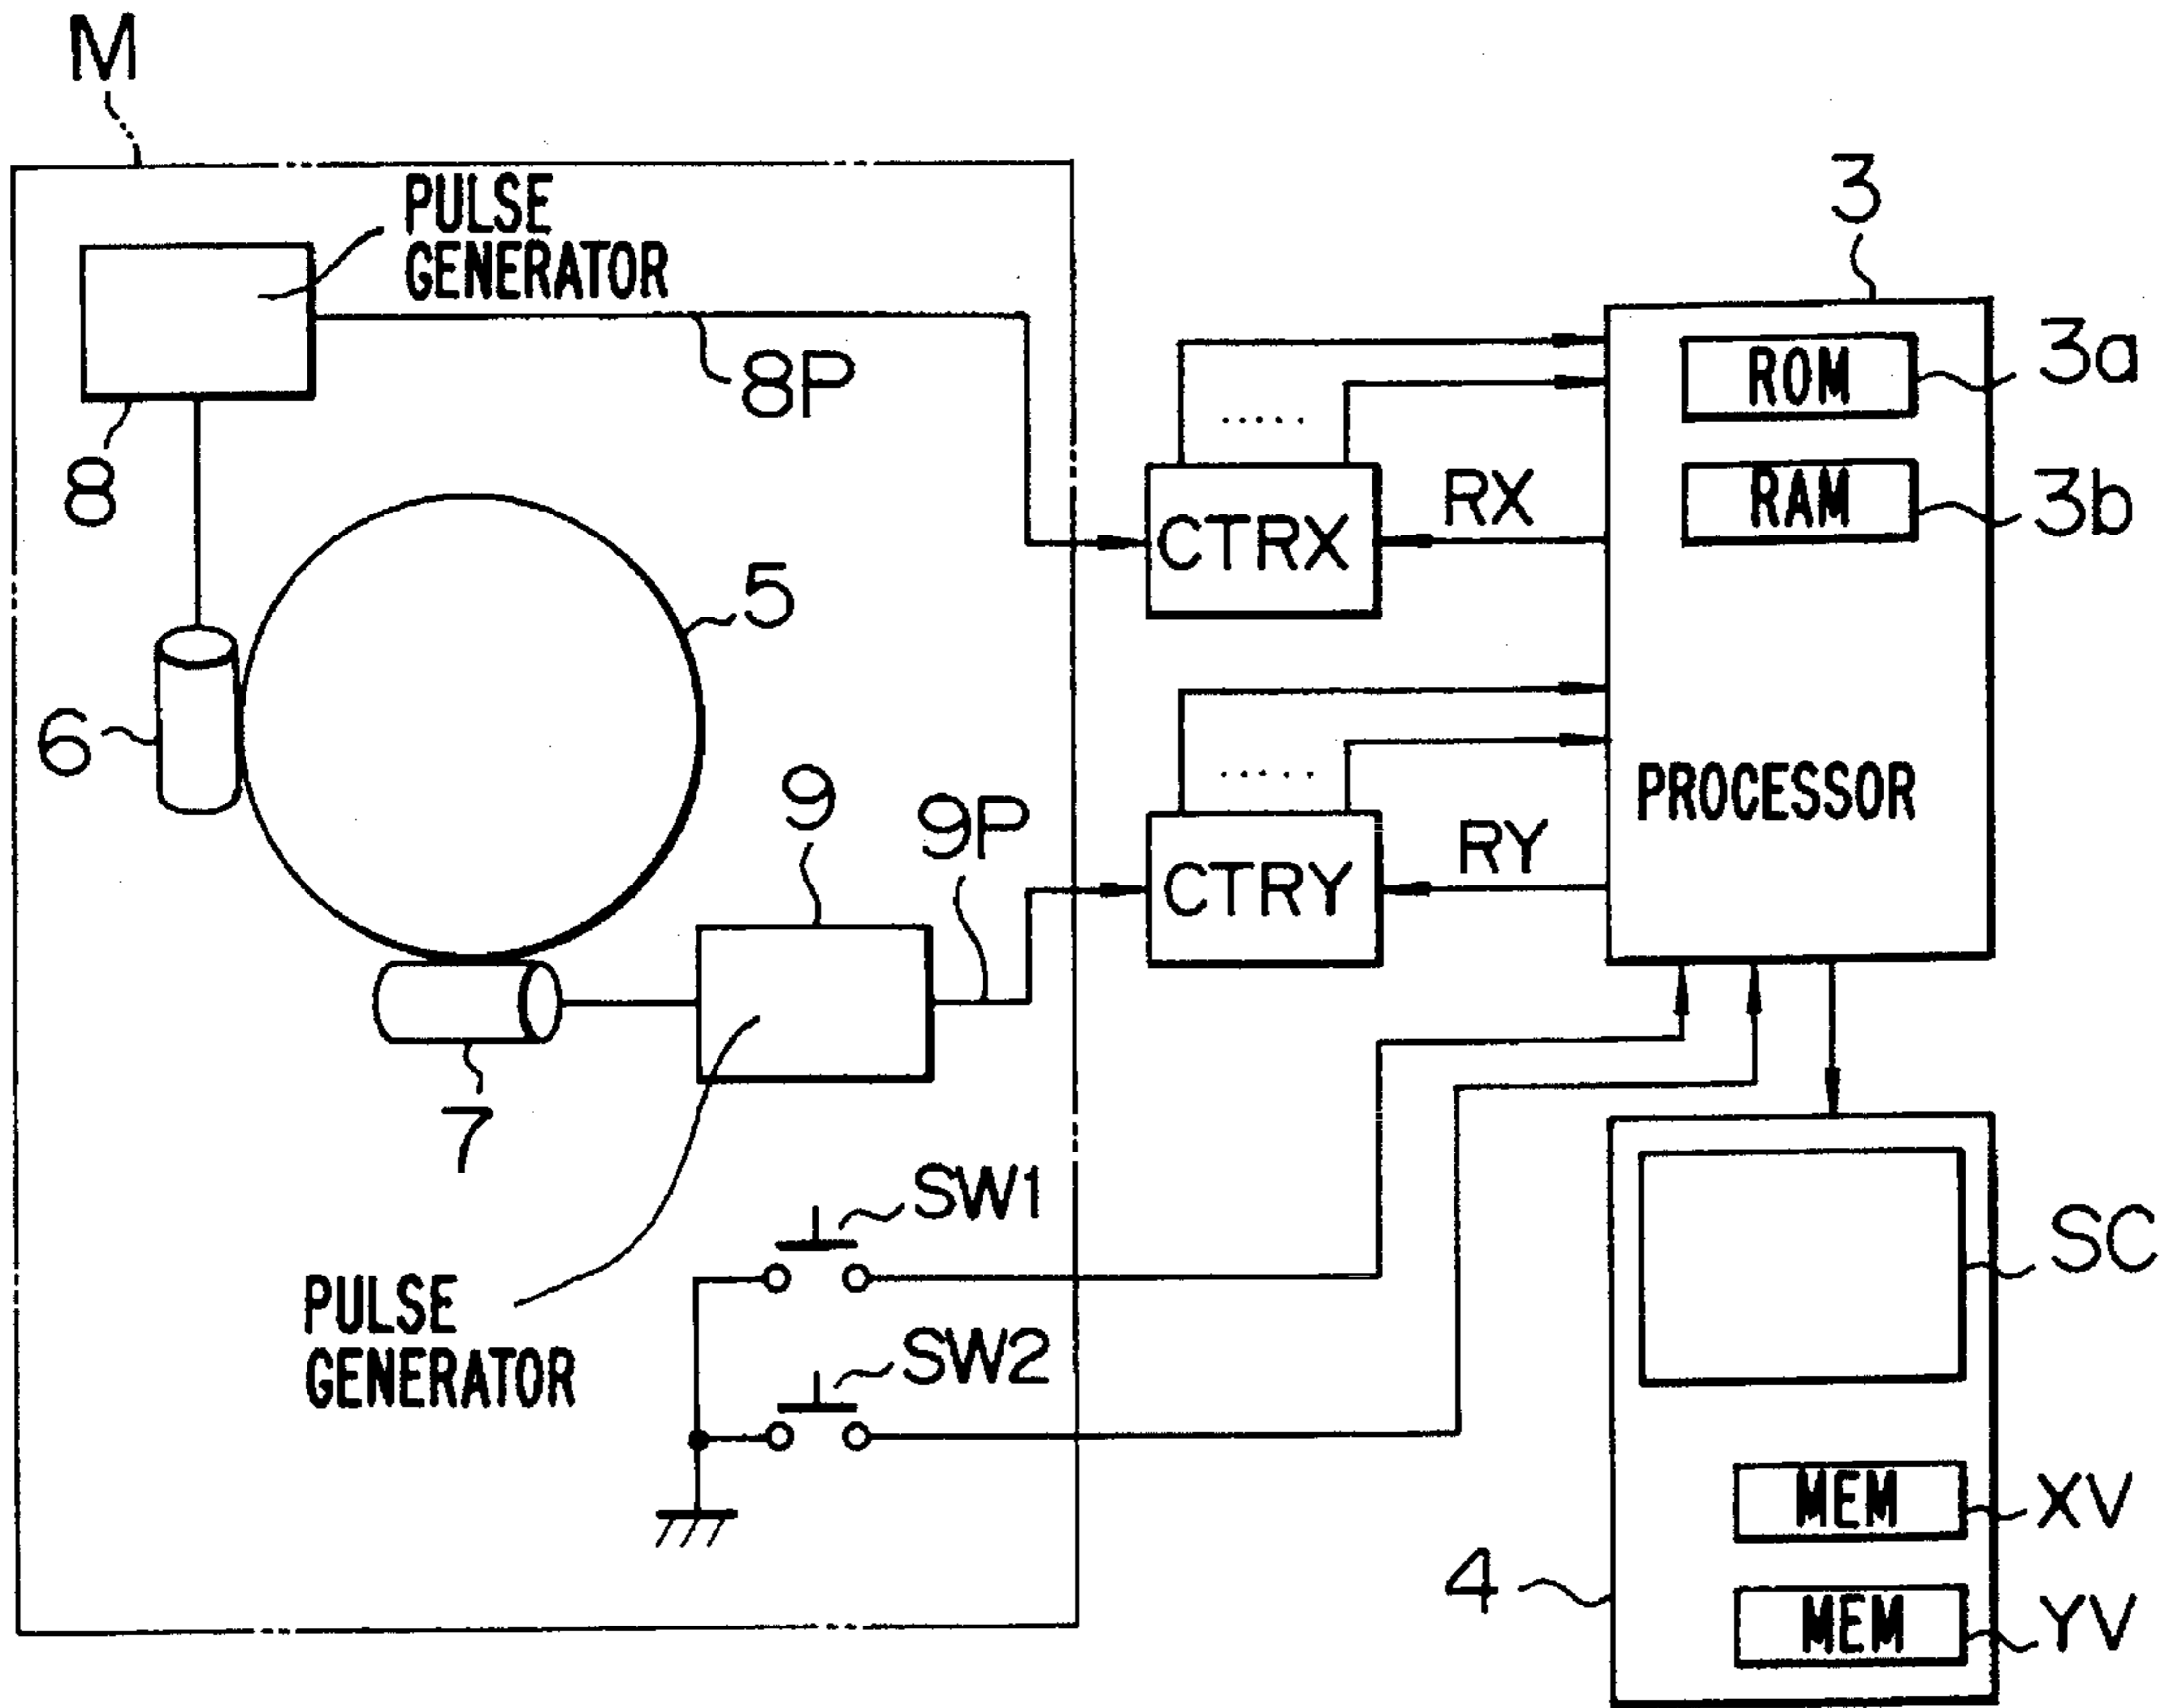 M
PULSE
GENERATOR
3
ROM
3a
8P
8
RAM
3b
RX
CTRX
5
6
PROCESSOR
9
9P
RY
CTRY
7
SW1
SC
PULSE
GENERATOR
SW2
MEM
XV
4
MEM
YV